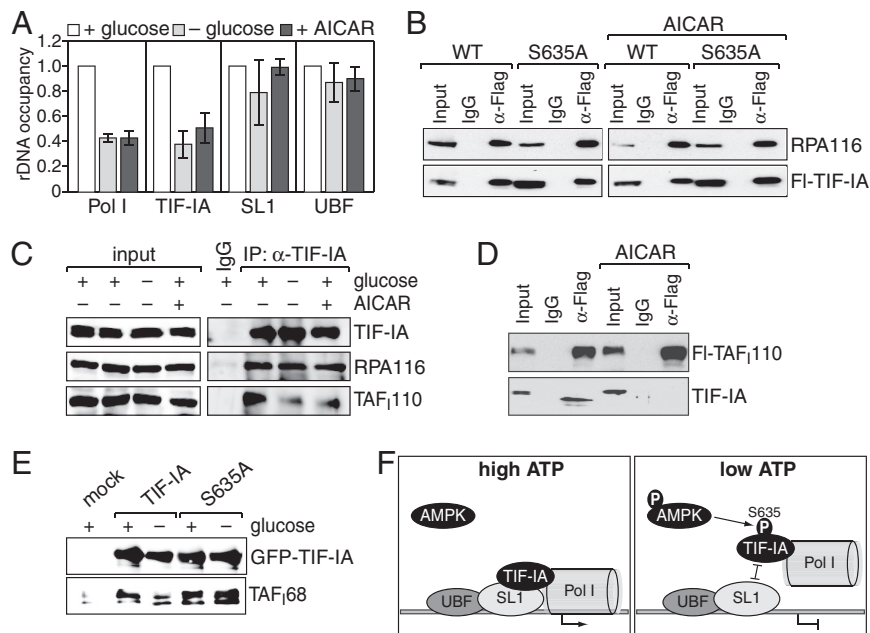 A
+ glucose – glucose + AICAR
rDNA occupancy
1.2
1.0
0.8
0.6
0.4
0.2
0
Pol I TIF-IA SL1 UBF
B
AICAR
WT S635A WT S635A
Input IgG α-Flag Input IgG α-Flag Input IgG α-Flag Input IgG α-Flag
RPA116
Fl-TIF-IA
C
input IgG IP: α-TIF-IA
+ + – + + + – + glucose
– – – + – – – + AICAR
TIF-IA
RPA116
TAFI110
D
AICAR
Input IgG α-Flag Input IgG α-Flag
Fl-TAFI110
TIF-IA
E
mock TIF-IA S635A
+ + – + – glucose
GFP-TIF-IA
TAFI68
F
high ATP
AMPK
TIF-IA
UBF SL1 Pol I
low ATP
P
AMPK
S635
P
TIF-IA
Pol I
UBF SL1